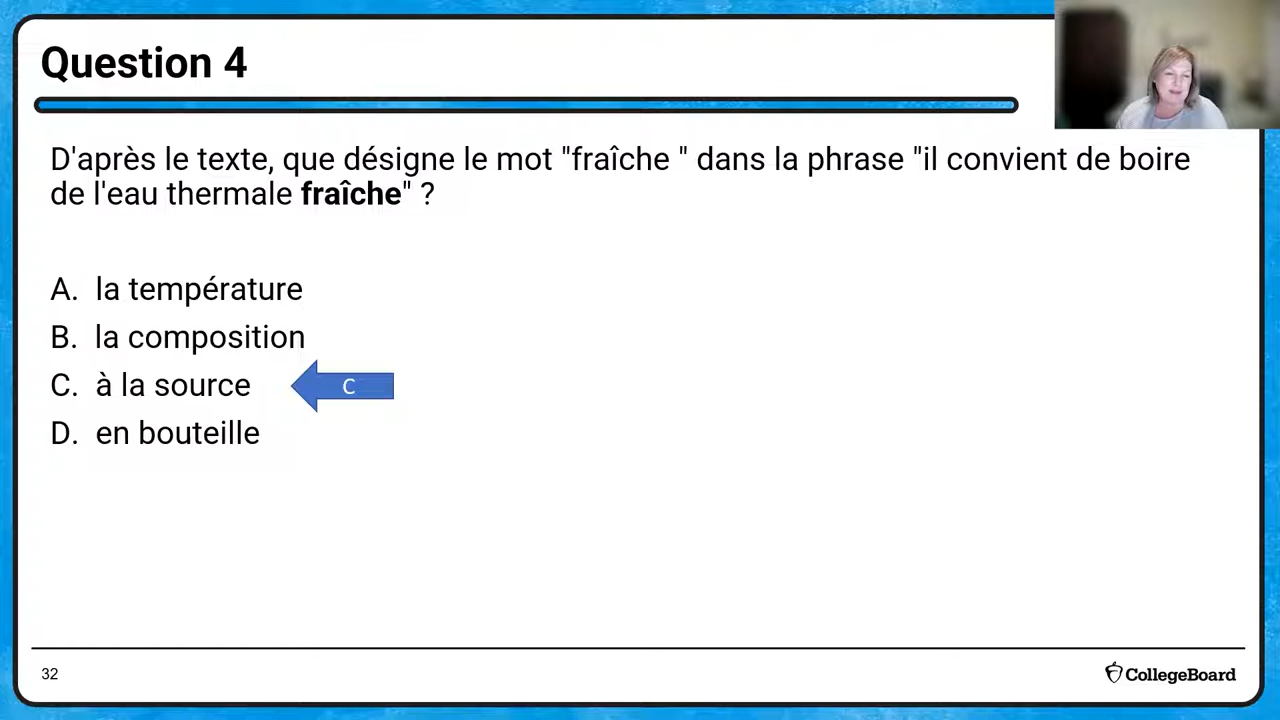 Question 4
D'après le texte, que désigne le mot "fraîche " dans la phrase "il convient de boire
de l'eau thermale fraîche" ?
A. la température
B. la composition
C. à la source
C
D. en bouteille
32
CollegeBoard